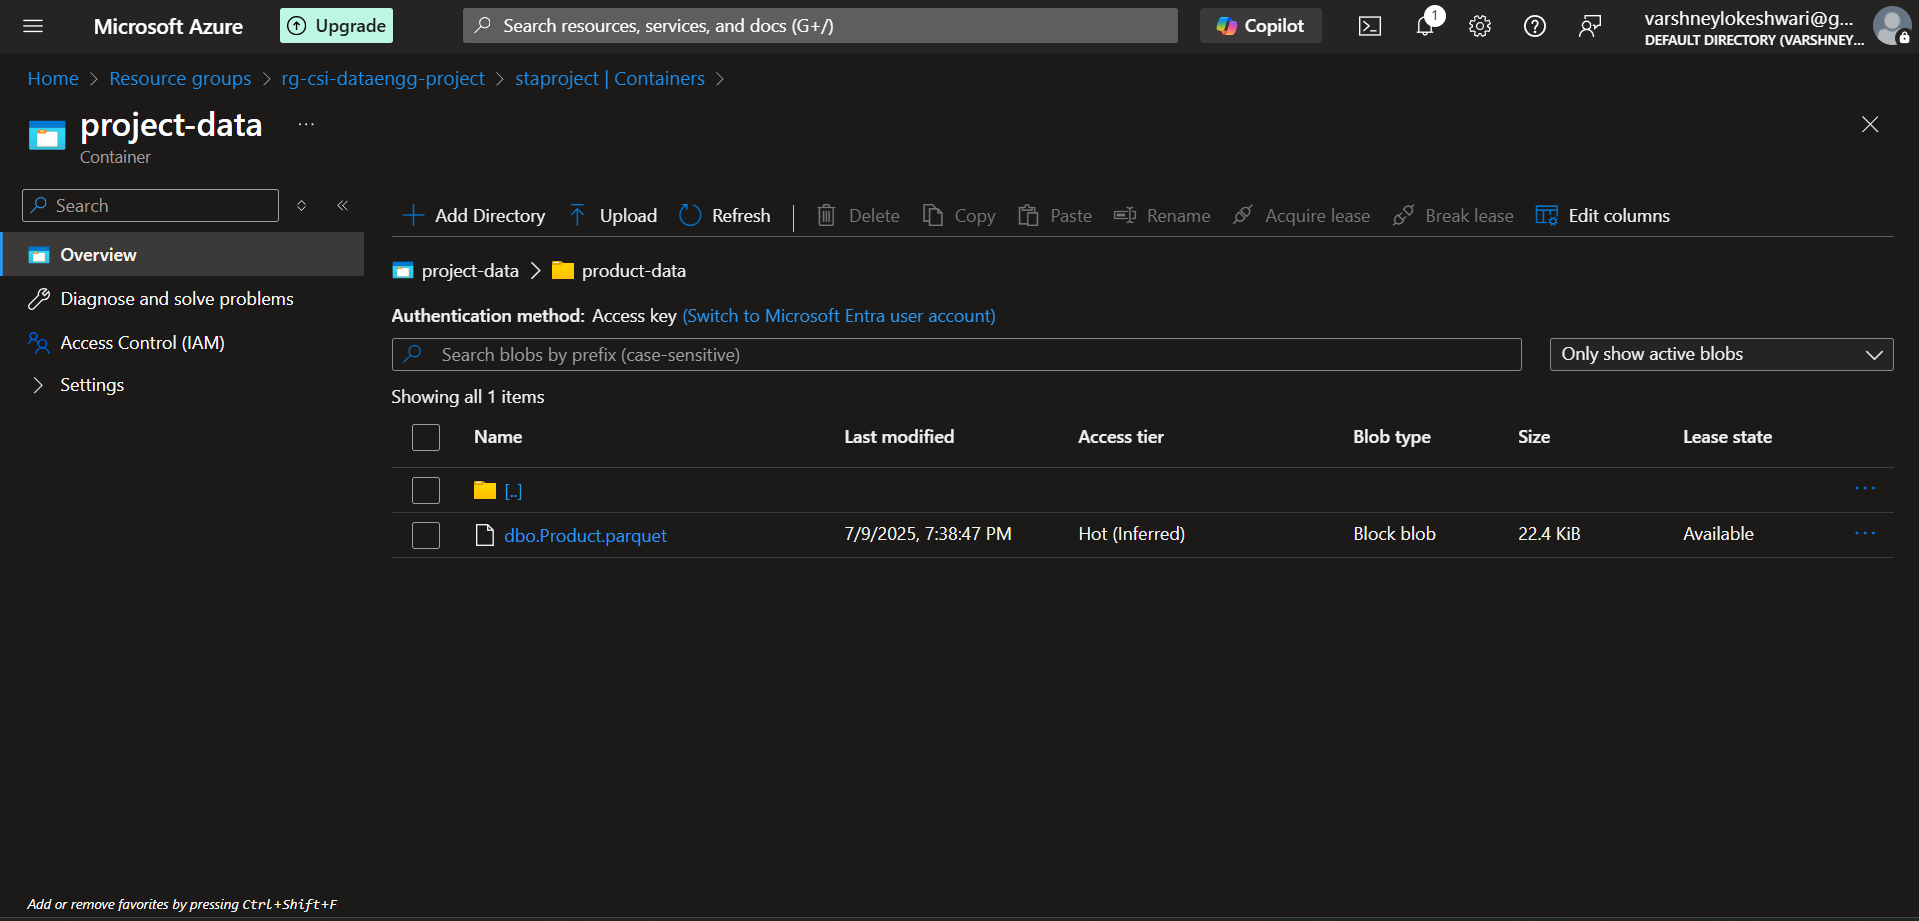 Microsoft Azure Upgrade Search resources, services, and docs (G+/) Copilot 1 varshneylokeshwari@g...
DEFAULT DIRECTORY (VARSHNEY,...
Home > Resource groups > rg-csi-dataengg-project > staproject | Containers >
project-data ...
Container
Search
Overview
Diagnose and solve problems
Access Control (IAM)
Settings
Add Directory Upload Refresh Delete Copy Paste Rename Acquire lease Break lease Edit columns
project-data > product-data
Authentication method: Access key (Switch to Microsoft Entra user account)
Search blobs by prefix (case-sensitive) Only show active blobs
Showing all 1 items
Name Last modified Access tier Blob type Size Lease state
[..] ...
dbo.Product.parquet 7/9/2025, 7:38:47 PM Hot (Inferred) Block blob 22.4 KiB Available ...
Add or remove favorites by pressing Ctrl+Shift+F